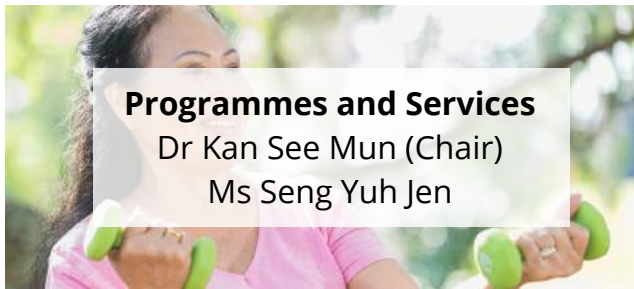 Programmes and Services
Dr Kan See Mun (Chair)
Ms Seng Yuh Jen